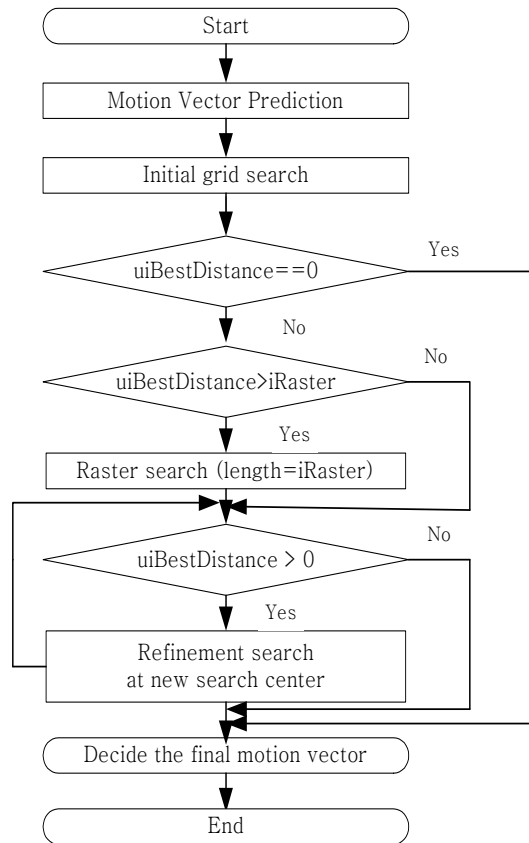 Start
Motion Vector Prediction
Initial grid search
uiBestDistance==0
Yes
No
uiBestDistance>iRaster
No
Yes
Raster search (length=iRaster)
uiBestDistance > 0
No
Yes
Refinement search
at new search center
Decide the final motion vector
End